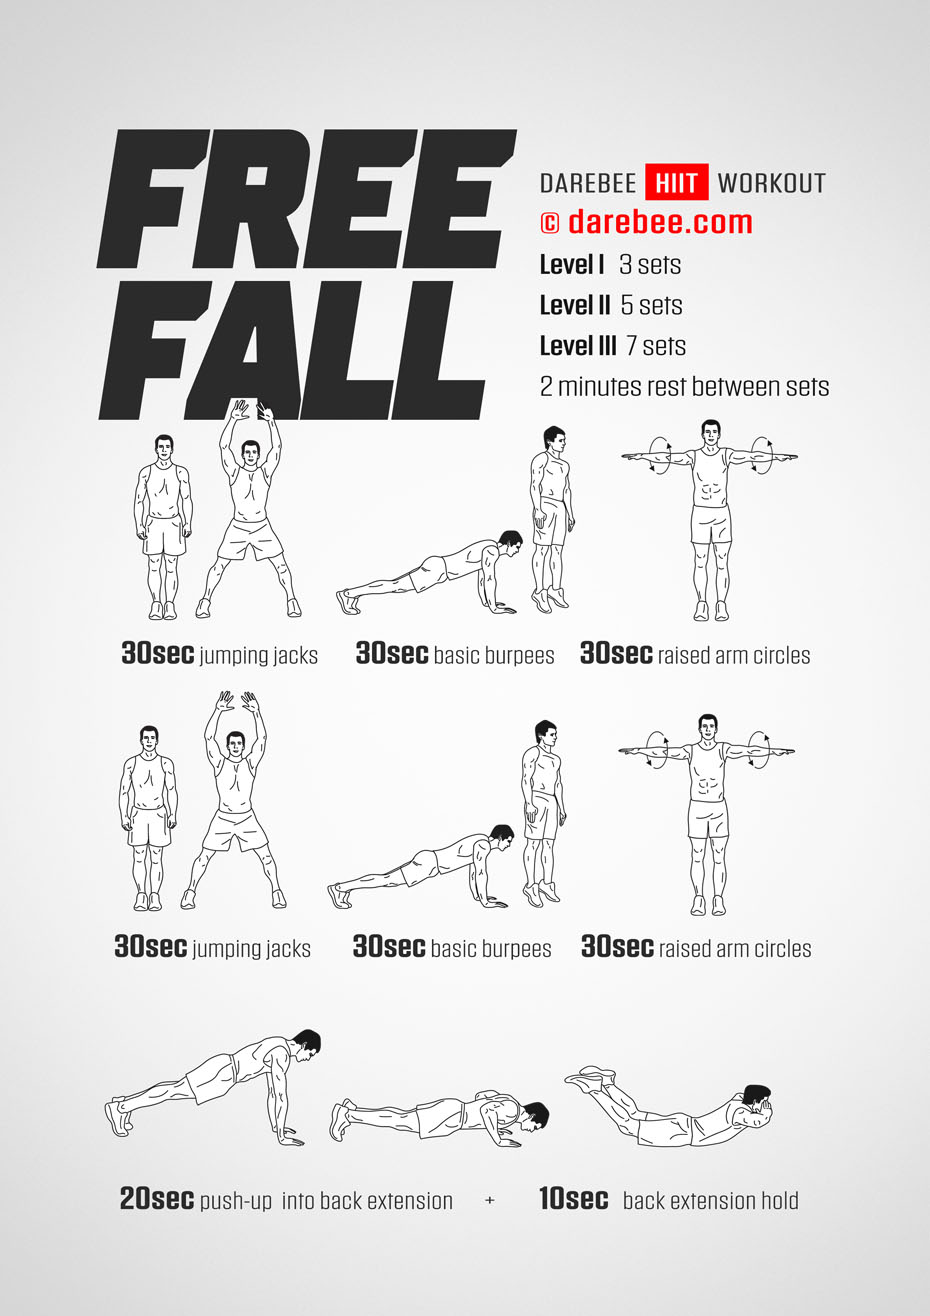 FREE
FALL
DAREBEE HIIT WORKOUT
© darebee.com
Level I 3 sets
Level II 5 sets
Level III 7 sets
2 minutes rest between sets
30sec jumping jacks 30sec basic burpees 30sec raised arm circles
30sec jumping jacks 30sec basic burpees 30sec raised arm circles
20sec push-up into back extension + 10sec back extension hold